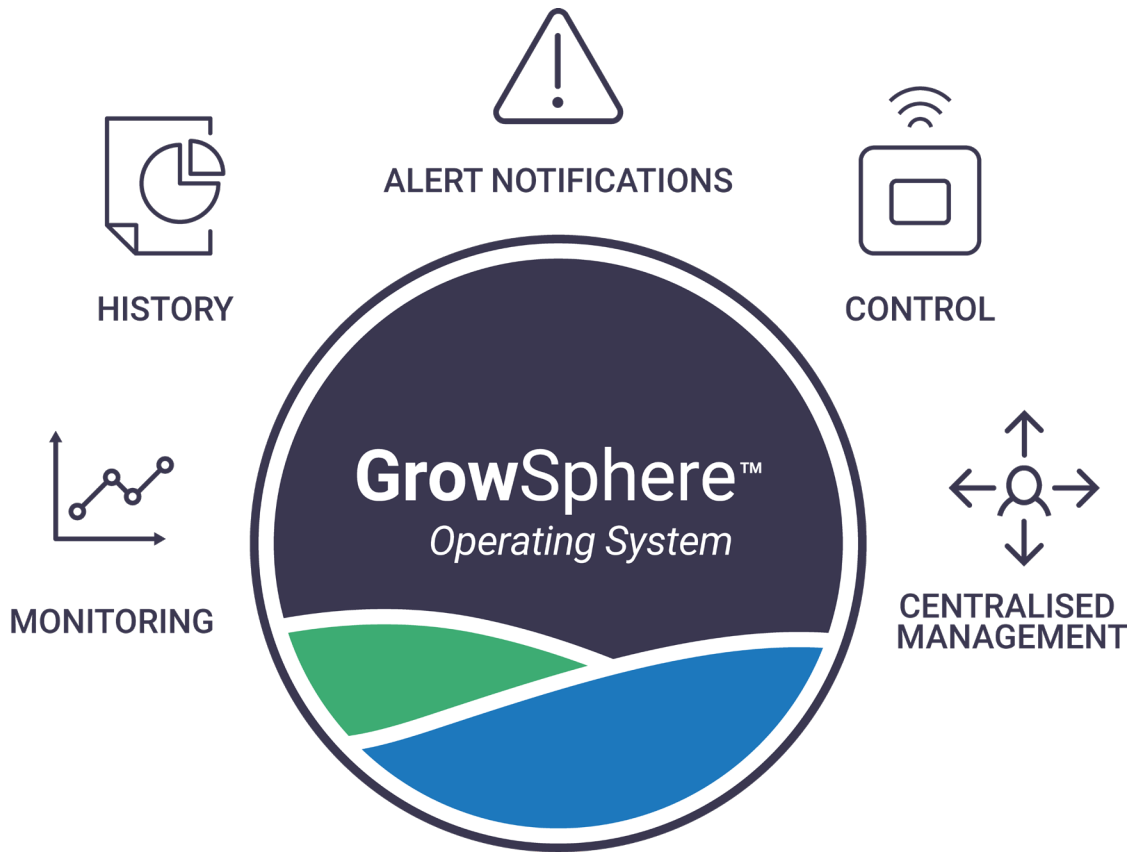 ALERT NOTIFICATIONS
HISTORY
CONTROL
GrowSphere™
Operating System
MONITORING
CENTRALISED
MANAGEMENT